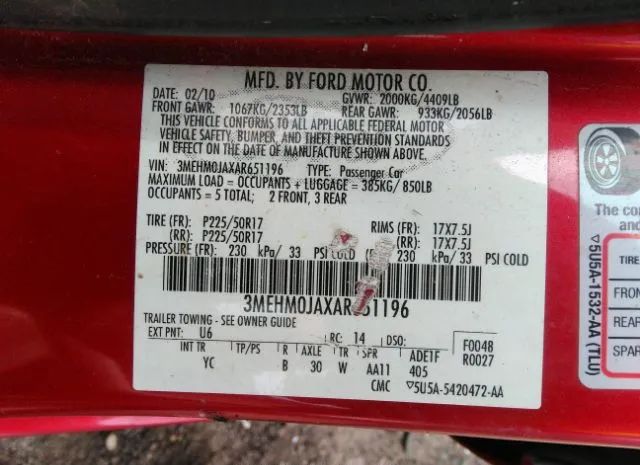 MFD. BY FORD MOTOR CO.
DATE: 02/10 GVWR: 2000KG/4409LB
FRONT GAWR: 1067KG/2353LB REAR GAWR: 933KG/2056LB
THIS VEHICLE CONFORMS TO ALL APPLICABLE FEDERAL MOTOR
VEHICLE SAFETY, BUMPER, AND THEFT PREVENTION STANDARDS
IN EFFECT ON THE DATE OF MANUFACTURE SHOWN ABOVE.
VIN: 3MEHM0JAXAR651196 TYPE: Passenger Car
MAXIMUM LOAD = OCCUPANTS + LUGGAGE = 385KG/850LB
OCCUPANTS = 5 TOTAL; 2 FRONT, 3 REAR
TIRE (FR): P225/50R17 RIMS (FR): 17X7.5J
(RR): P225/50R17 (RR): 17X7.5J
PRESSURE (FR): 230 kPa/ 33 PSI COLD 230 kPa/ 33 PSI COLD
3MEHM0JAXAR651196
TRAILER TOWING - SEE OWNER GUIDE
EXT PNT: U6 RC: 14 DSO: F0048
R0027
INT TR TP/PS R AXLE TR SPR ADE1F
YC B 30 W AA11 405
CMC ▽5U5A-5420472-AA
▽5U5A-1532-AA (TLU)
The co
and
TIRE
FRON
REAR
SPAR